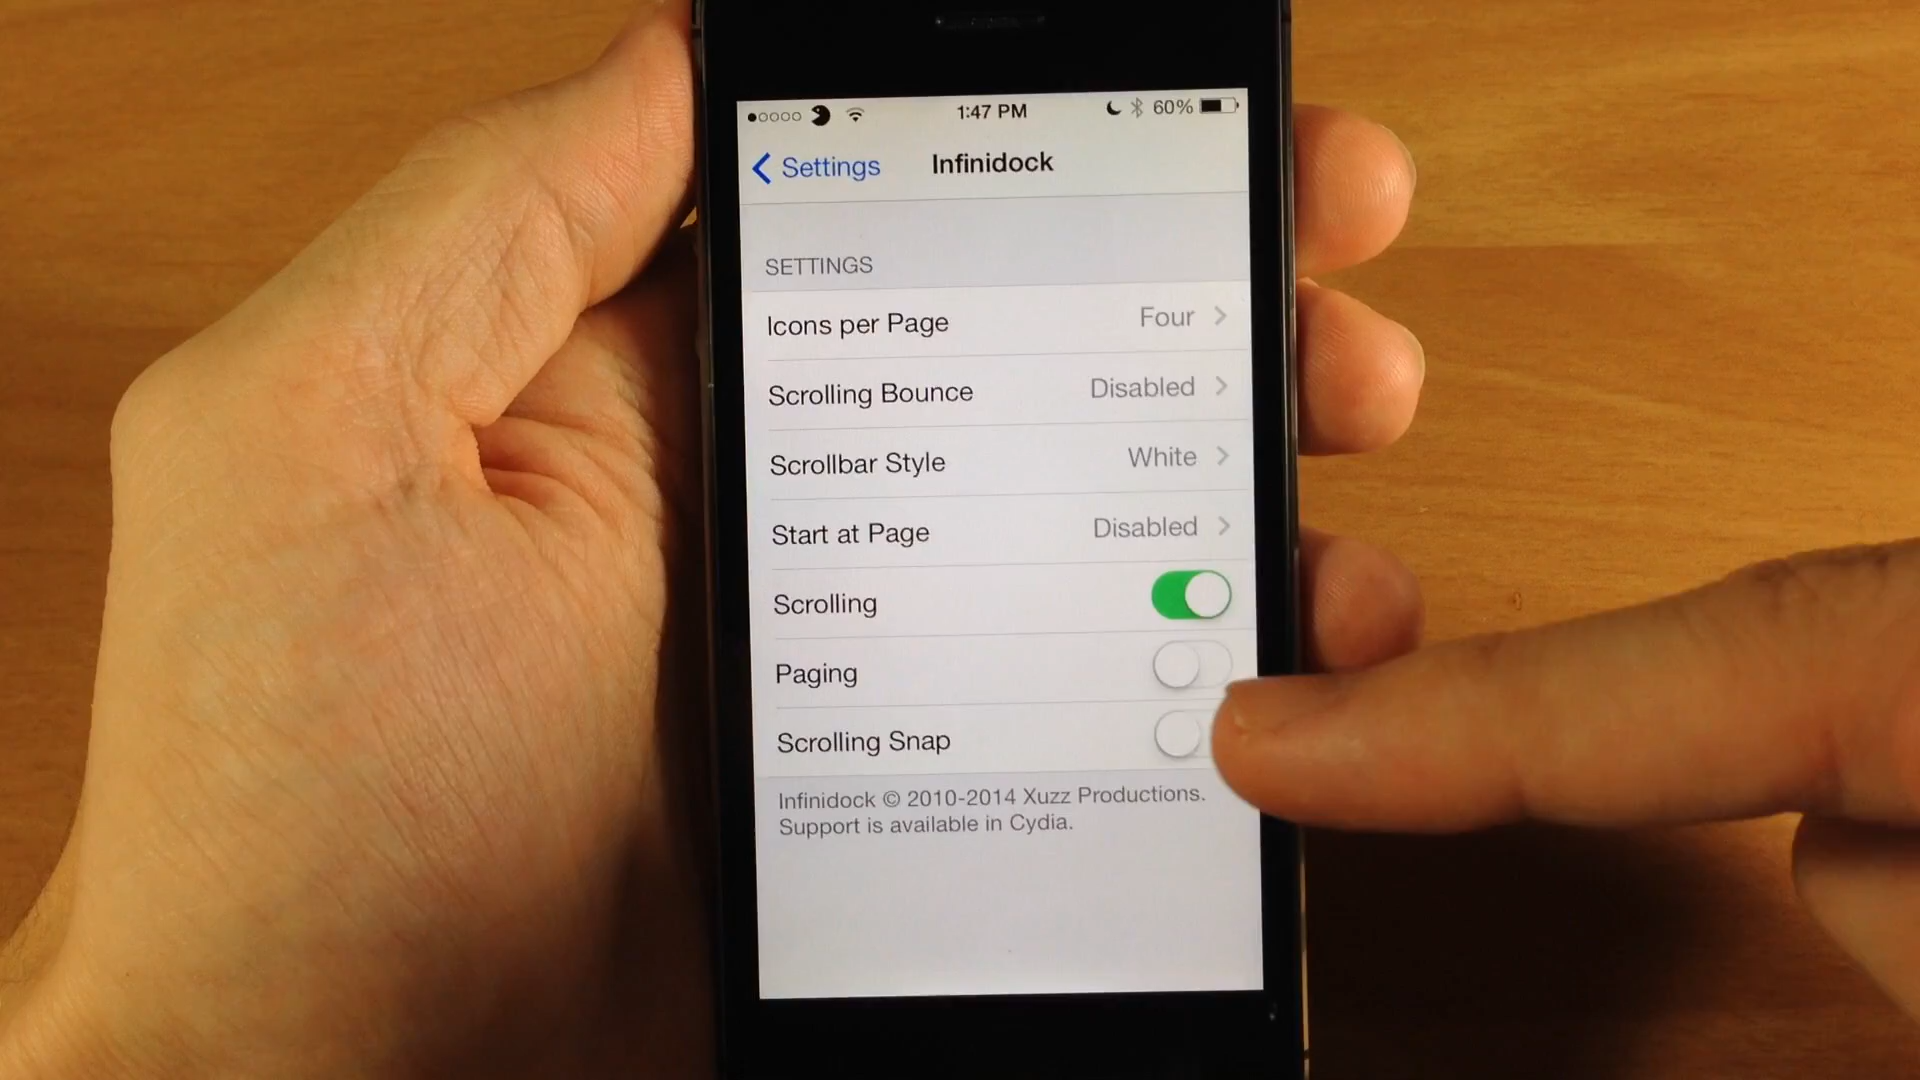 1:47 PM 60%
Settings Infinidock
SETTINGS
Icons per Page Four
Scrolling Bounce Disabled
Scrollbar Style White
Start at Page Disabled
Scrolling
Paging
Scrolling Snap
Infinidock © 2010-2014 Xuzz Productions.
Support is available in Cydia.